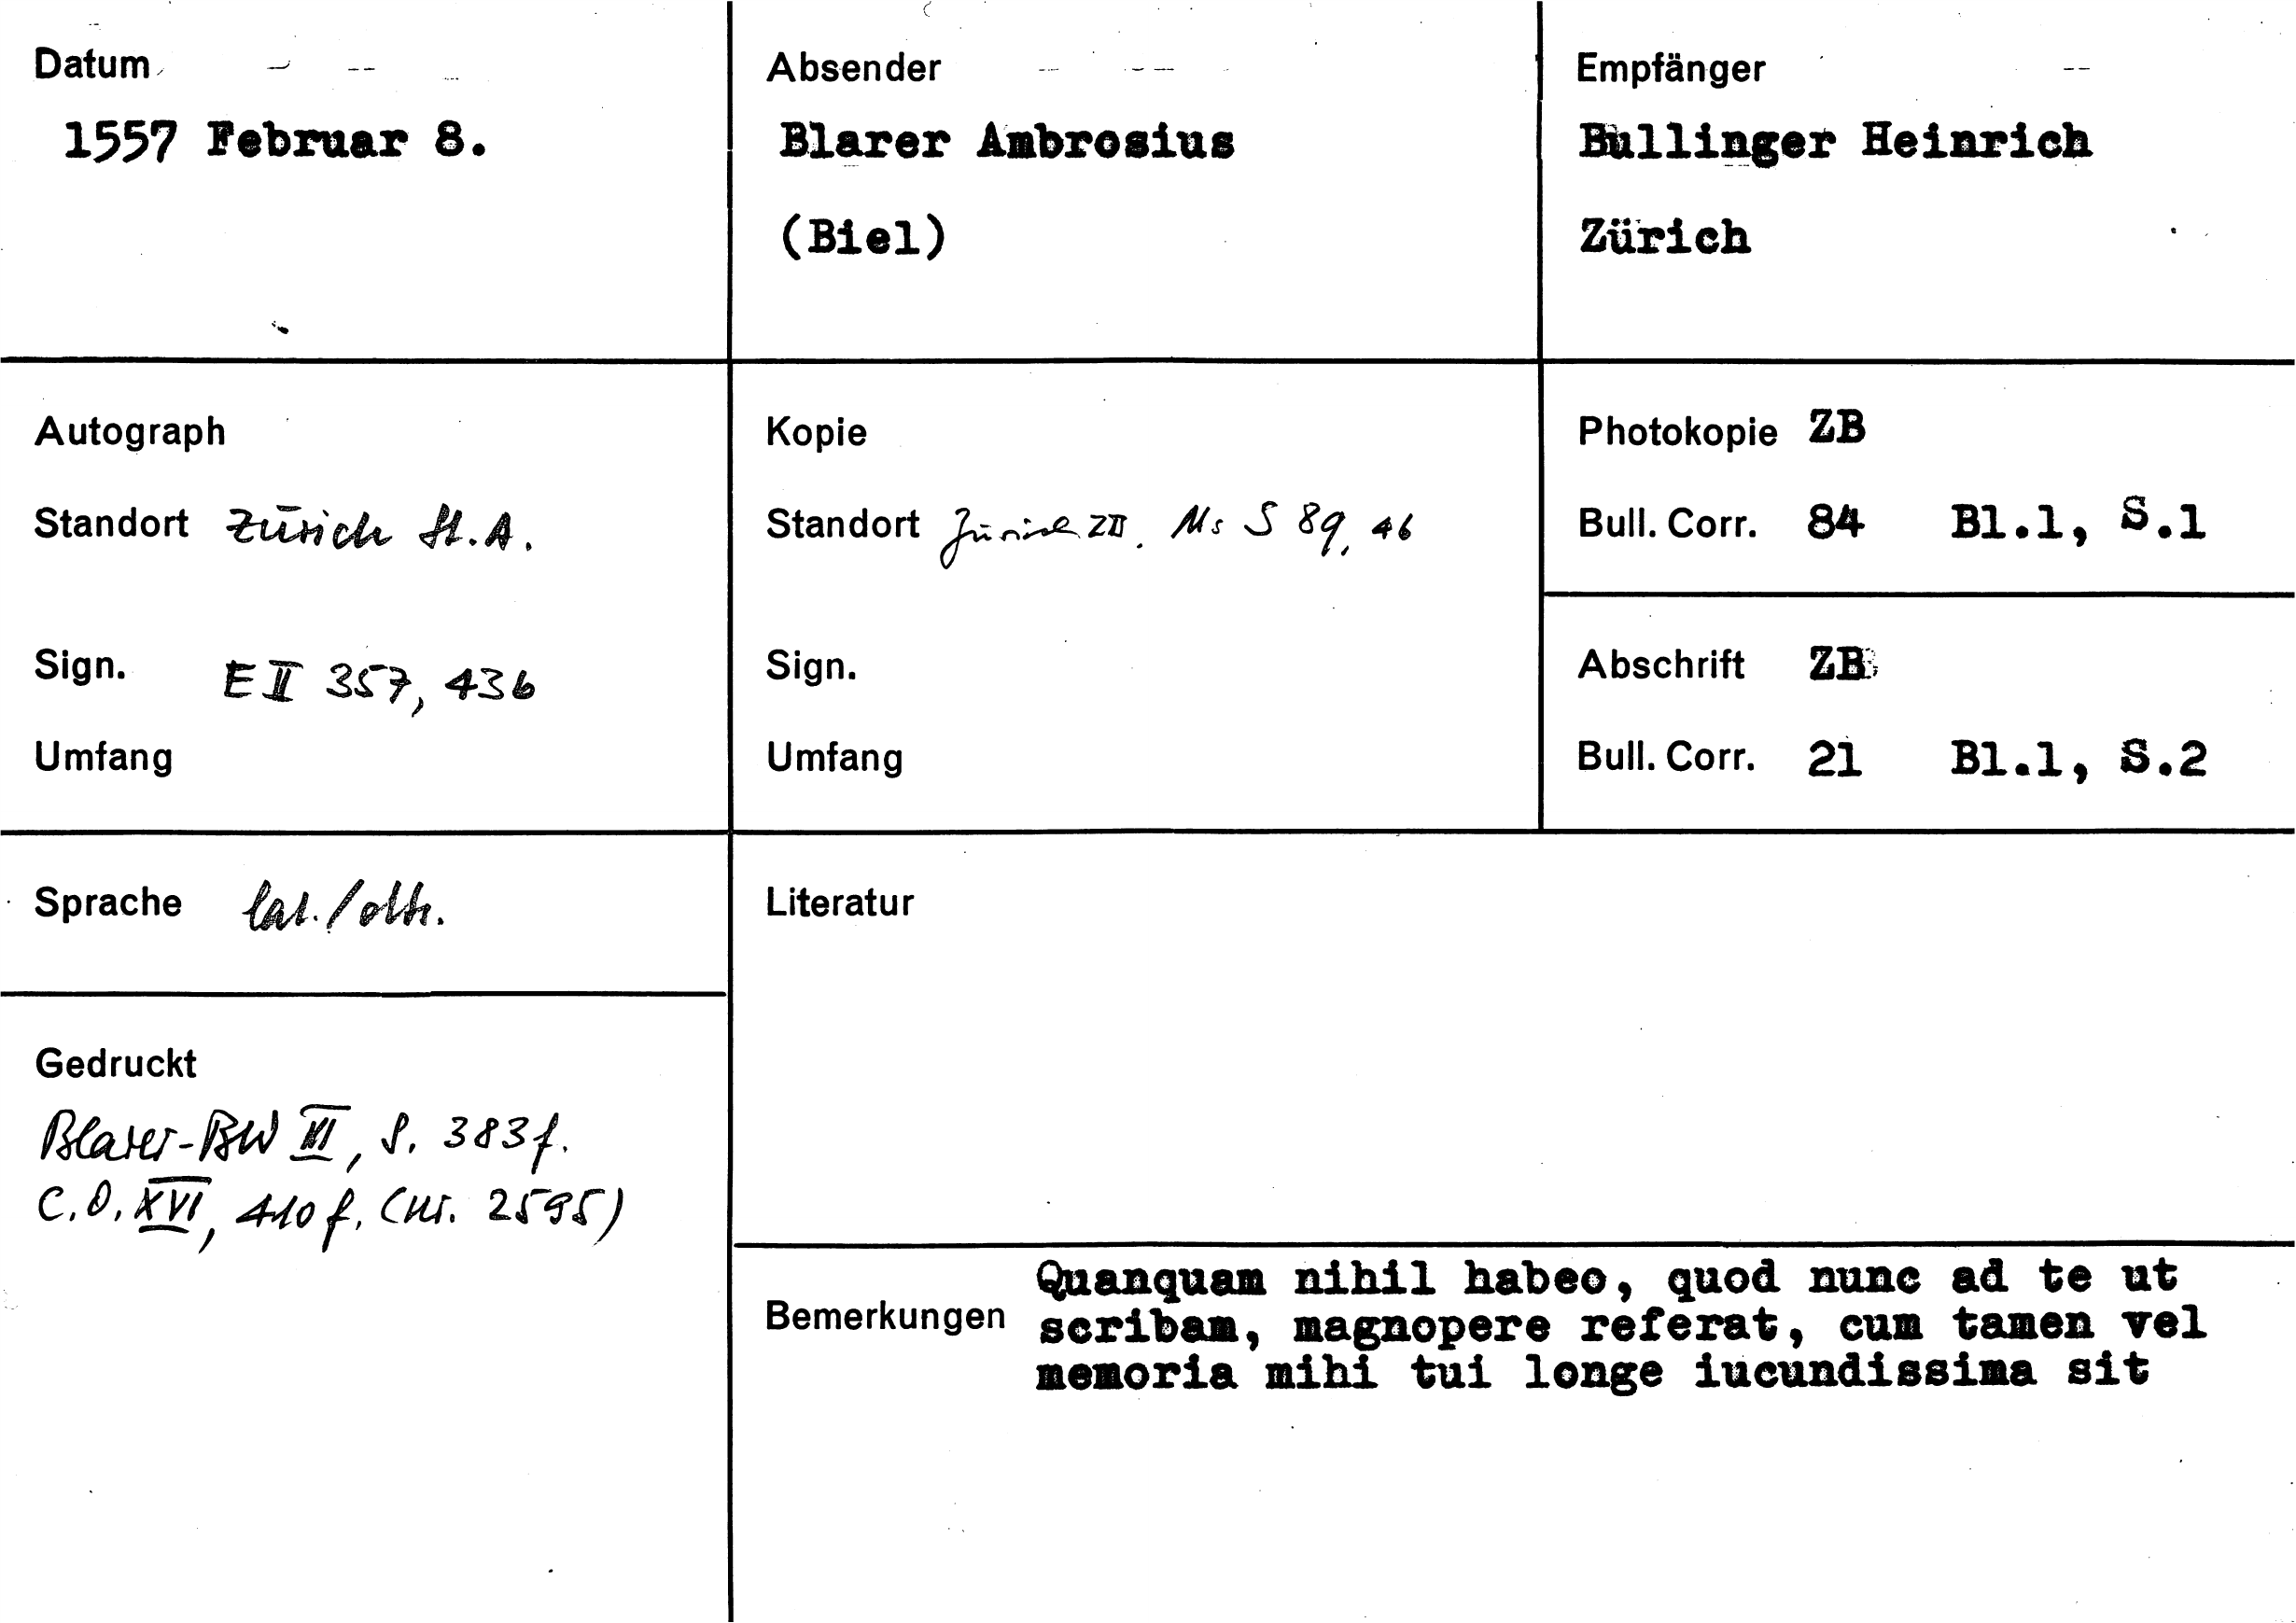 Datum
1557 Februar 8.
Absender
Blarer Ambrosius
(Biel)
Empfänger
Bullinger Heinrich
Zürich
Autograph
Standort Zürich St.A.
Sign. E II 357, 436
Umfang
Kopie
Standort Zürich ZB. Ms S 89, 46
Sign.
Umfang
Photokopie ZB
Bull. Corr. 84 Bl.1, S.1
Abschrift ZB
Bull. Corr. 21 Bl.1, S.2
Sprache lat./dtr.
Gedruckt
Blarer-BW III, S. 383f.
C.O. XVI, 410f. (nr. 2595)
Literatur
Bemerkungen
Quanquam nihil habeo, quod nunc ad te ut
scribam, magnopere referat, cum tamen vel
memoria mihi tui longe iucundissima sit